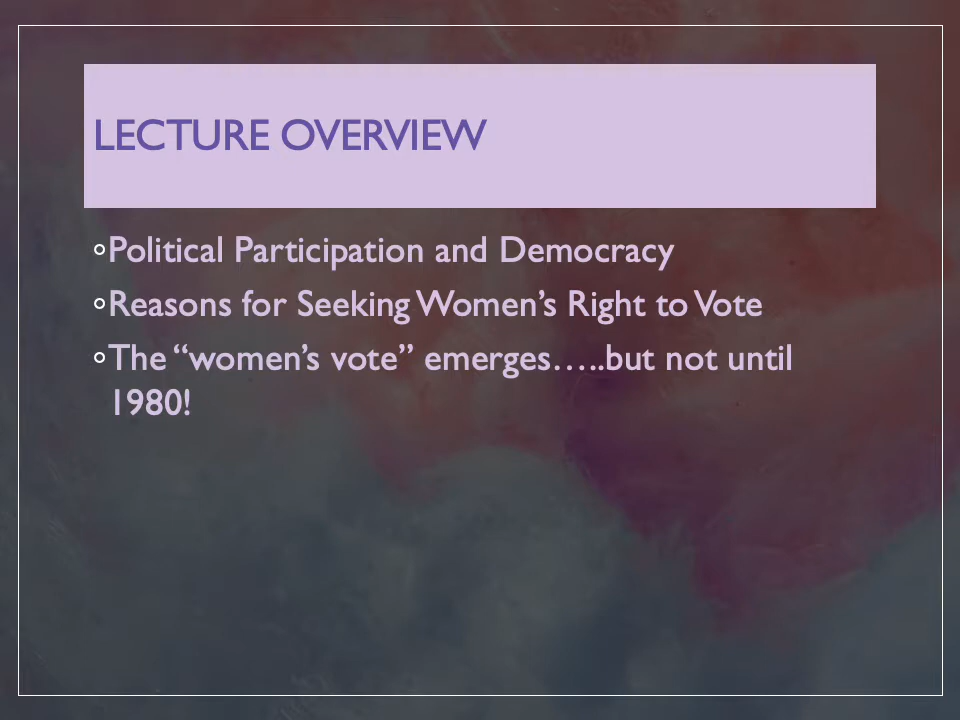 LECTURE OVERVIEW
◦Political Participation and Democracy
◦Reasons for Seeking Women’s Right to Vote
◦The “women’s vote” emerges…..but not until
1980!